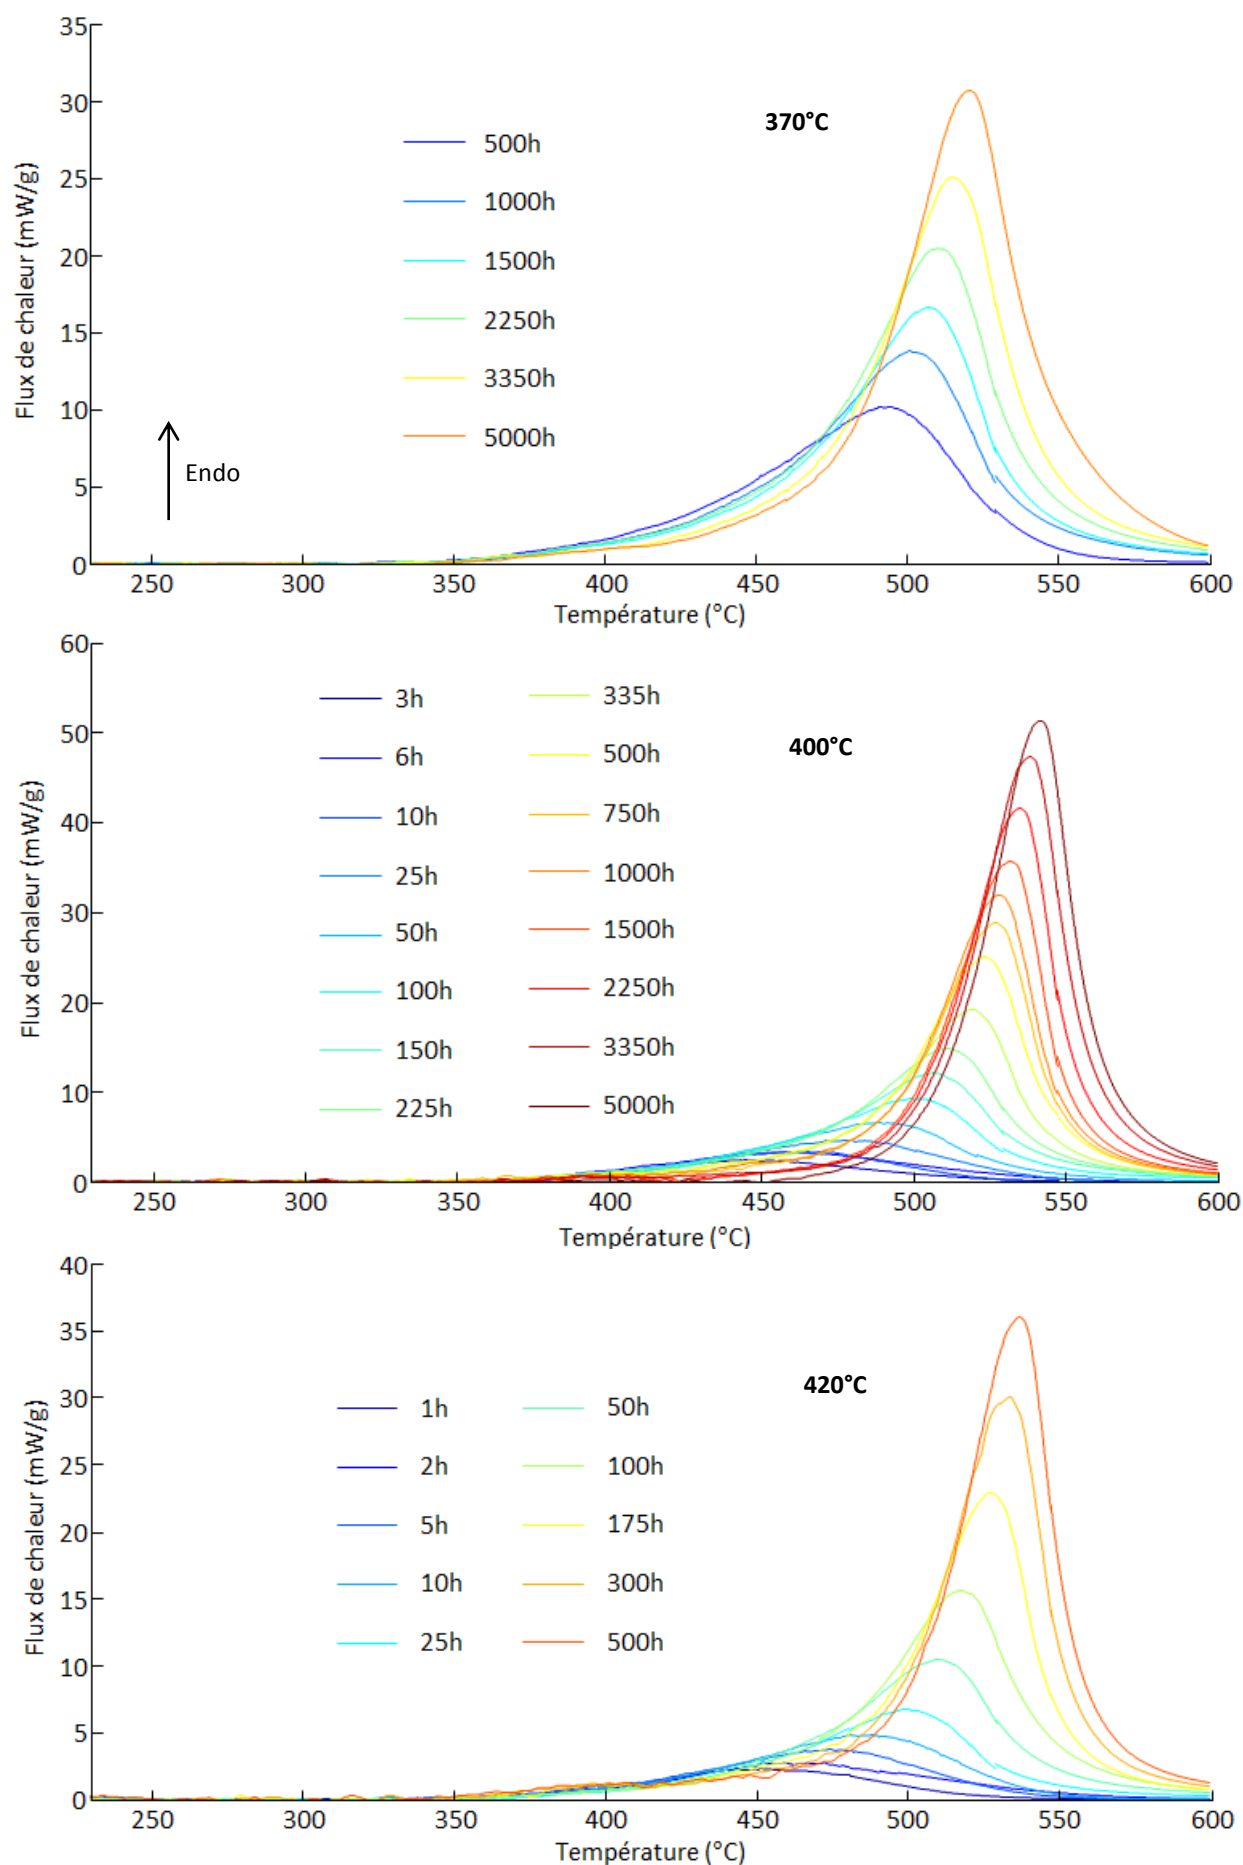 35
30
25
20
15
10
5
0
Flux de chaleur (mW/g)
370°C
500h
1000h
1500h
2250h
3350h
5000h
Endo
250 300 350 400 450 500 550 600
Température (°C)
60
50
40
30
20
10
0
Flux de chaleur (mW/g)
400°C
3h 335h
6h 500h
10h 750h
25h 1000h
50h 1500h
100h 2250h
150h 3350h
225h 5000h
250 300 350 400 450 500 550 600
Température (°C)
40
35
30
25
20
15
10
5
0
Flux de chaleur (mW/g)
420°C
1h 50h
2h 100h
5h 175h
10h 300h
25h 500h
250 300 350 400 450 500 550 600
Température (°C)